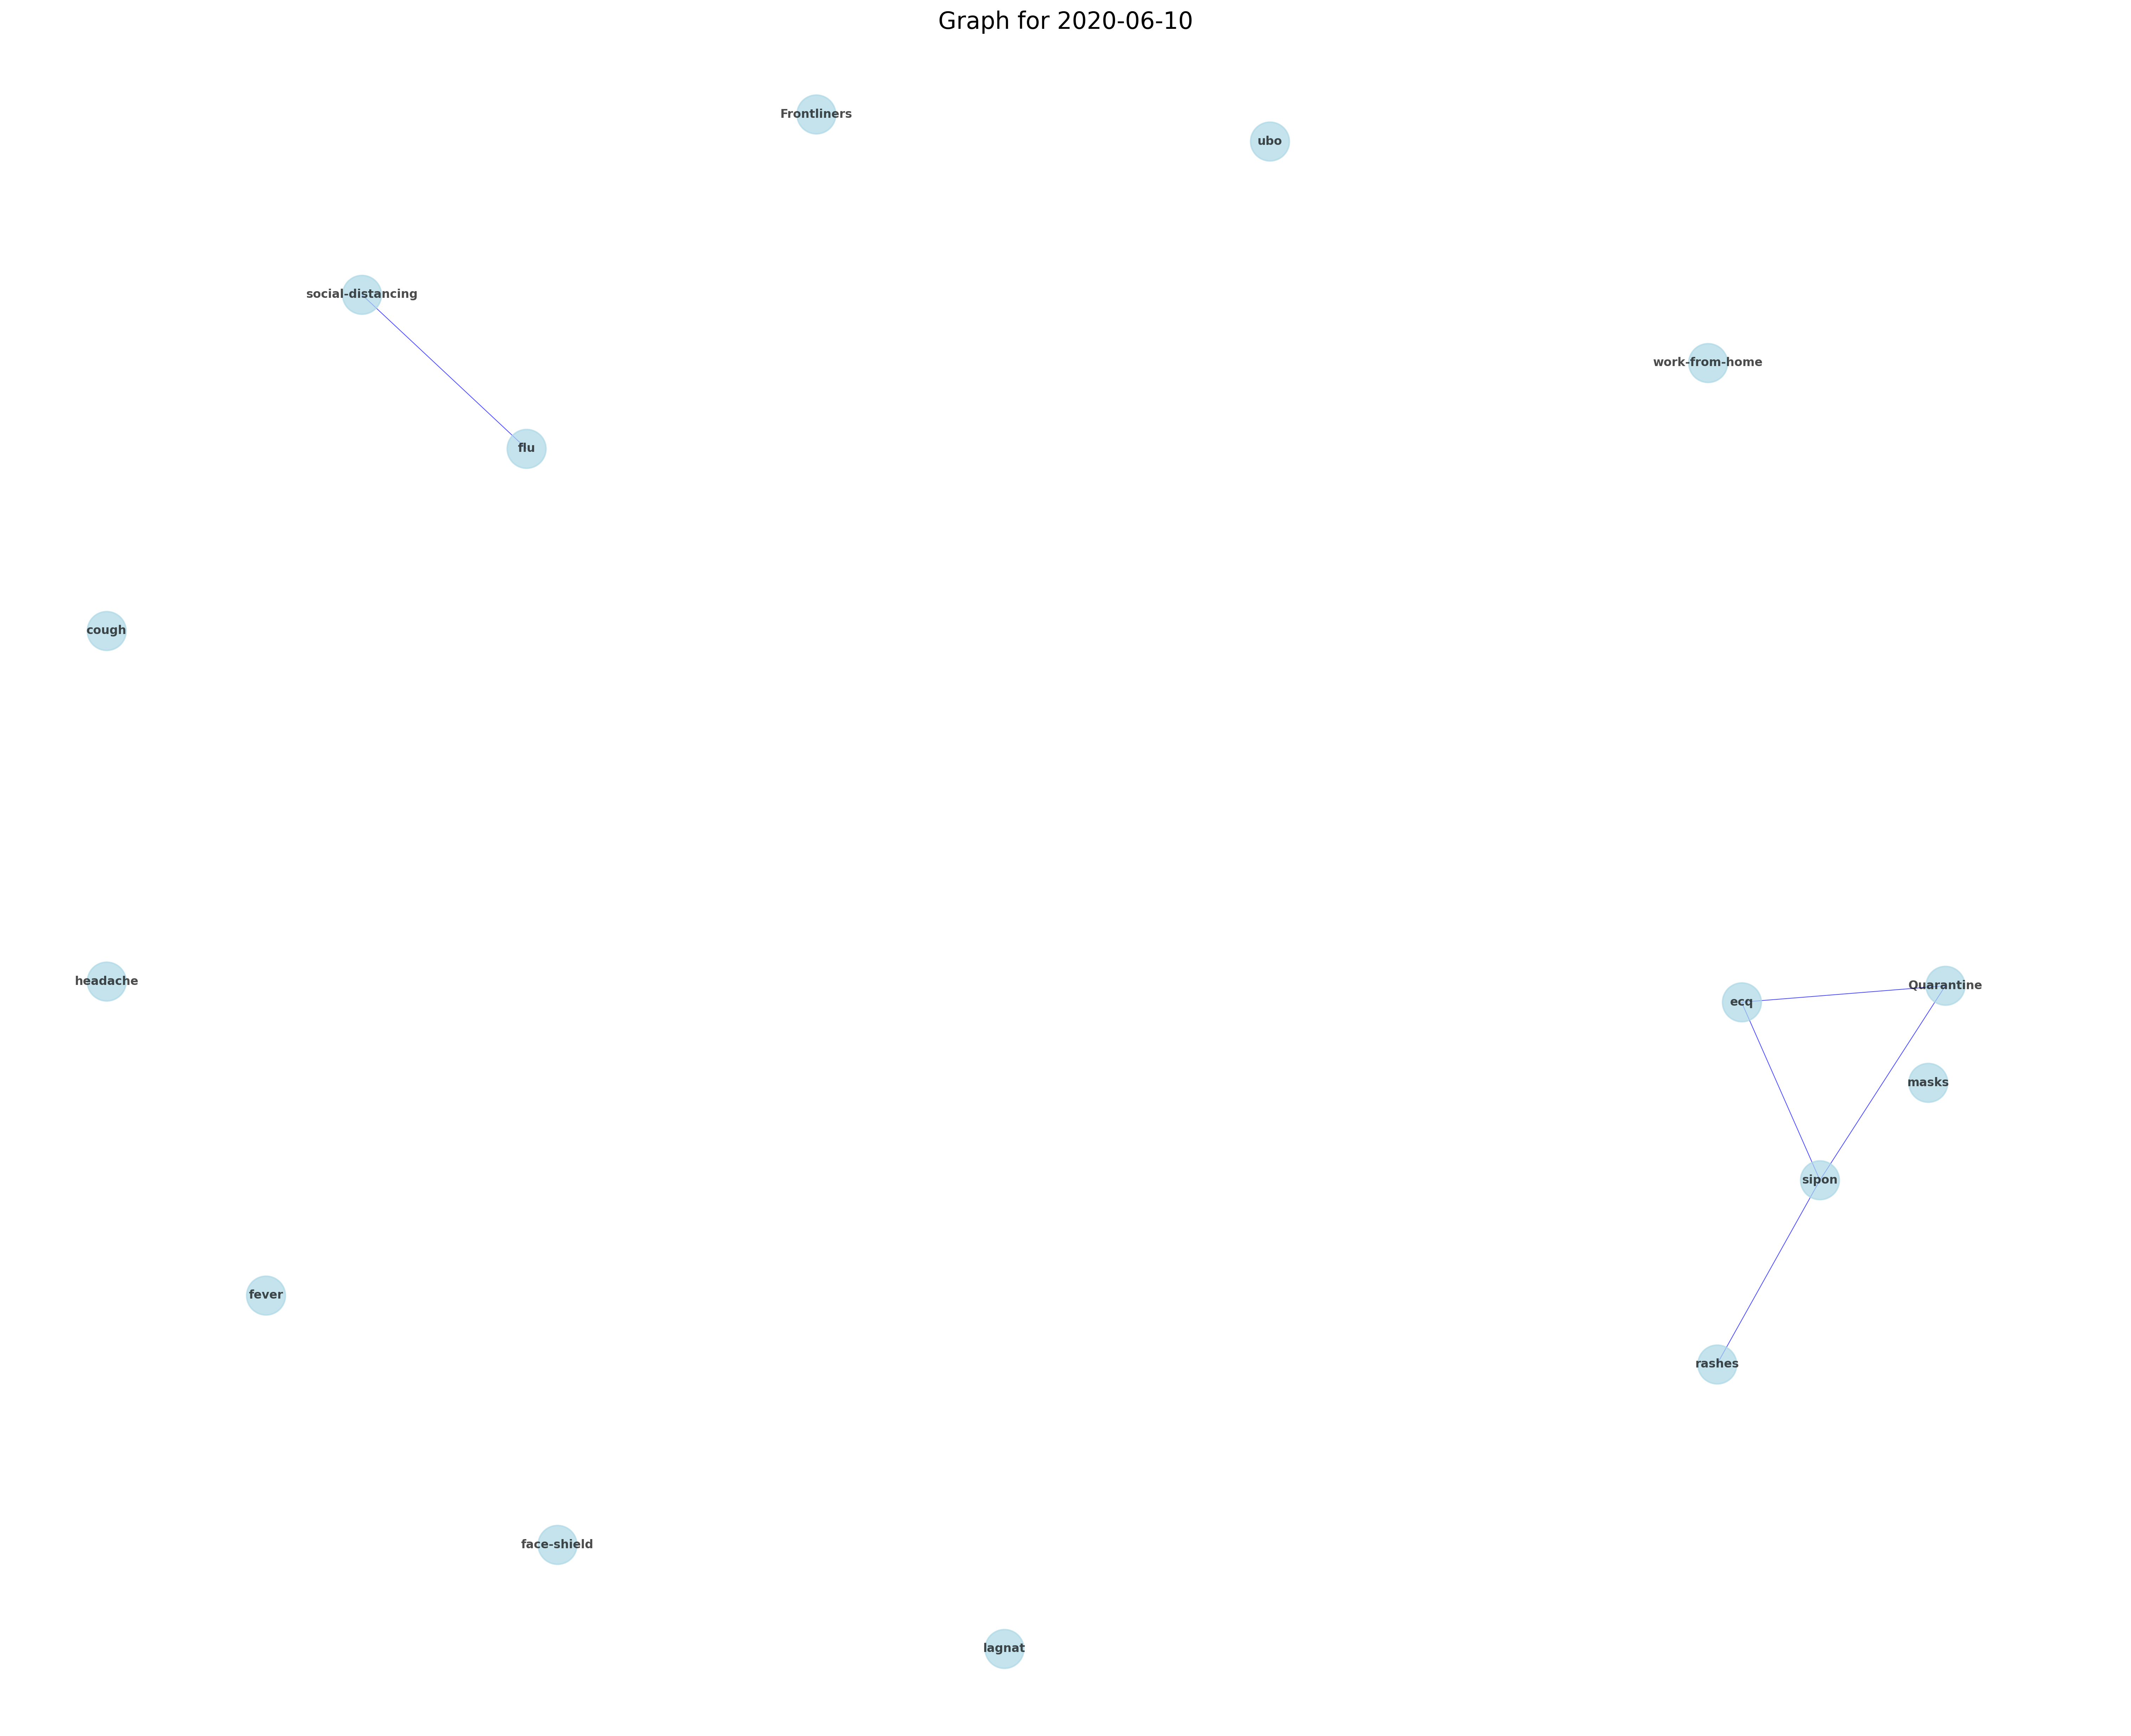 Graph for 2020-06-10
Frontliners
ubo
social-distancing
work-from-home
flu
cough
headache
Quarantine
ecq
masks
sipon
fever
rashes
face-shield
lagnat